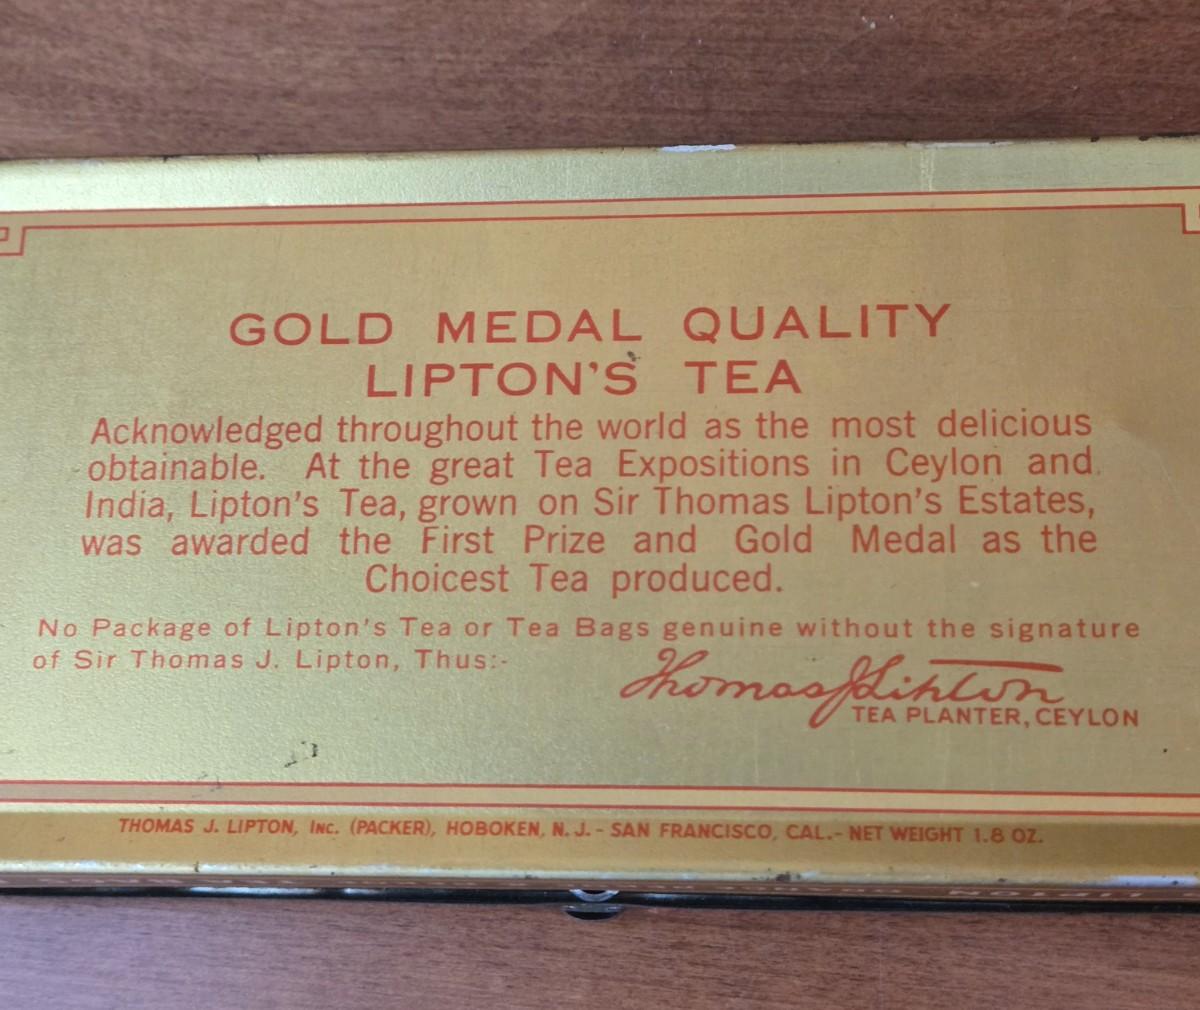 GOLD MEDAL QUALITY
LIPTON'S TEA
Acknowledged throughout the world as the most delicious
obtainable. At the great Tea Expositions in Ceylon and
India, Lipton's Tea, grown on Sir Thomas Lipton's Estates,
was awarded the First Prize and Gold Medal as the
Choicest Tea produced.
No Package of Lipton's Tea or Tea Bags genuine without the signature
of Sir Thomas J. Lipton, Thus:-
Thomas J Lipton
TEA PLANTER, CEYLON
THOMAS J. LIPTON, Inc. (PACKER), HOBOKEN, N. J. - SAN FRANCISCO, CAL.- NET WEIGHT 1.8 OZ.